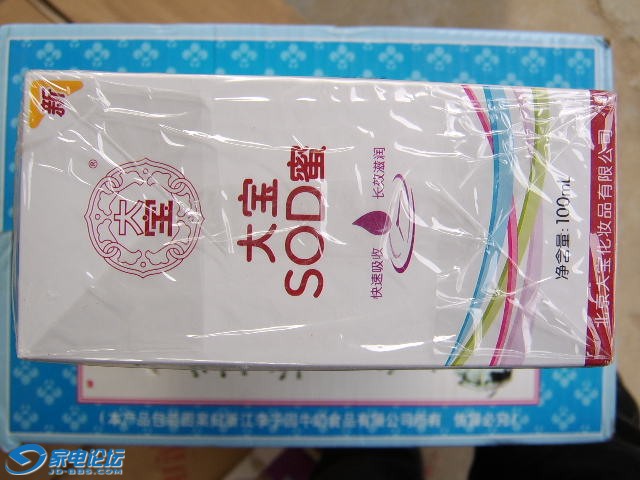 新
®
大宝
大宝
SOD蜜
快速吸收
长效滋润
净含量: 100mL
北京大宝化妆品有限公司
家电论坛
JD-BBS.COM